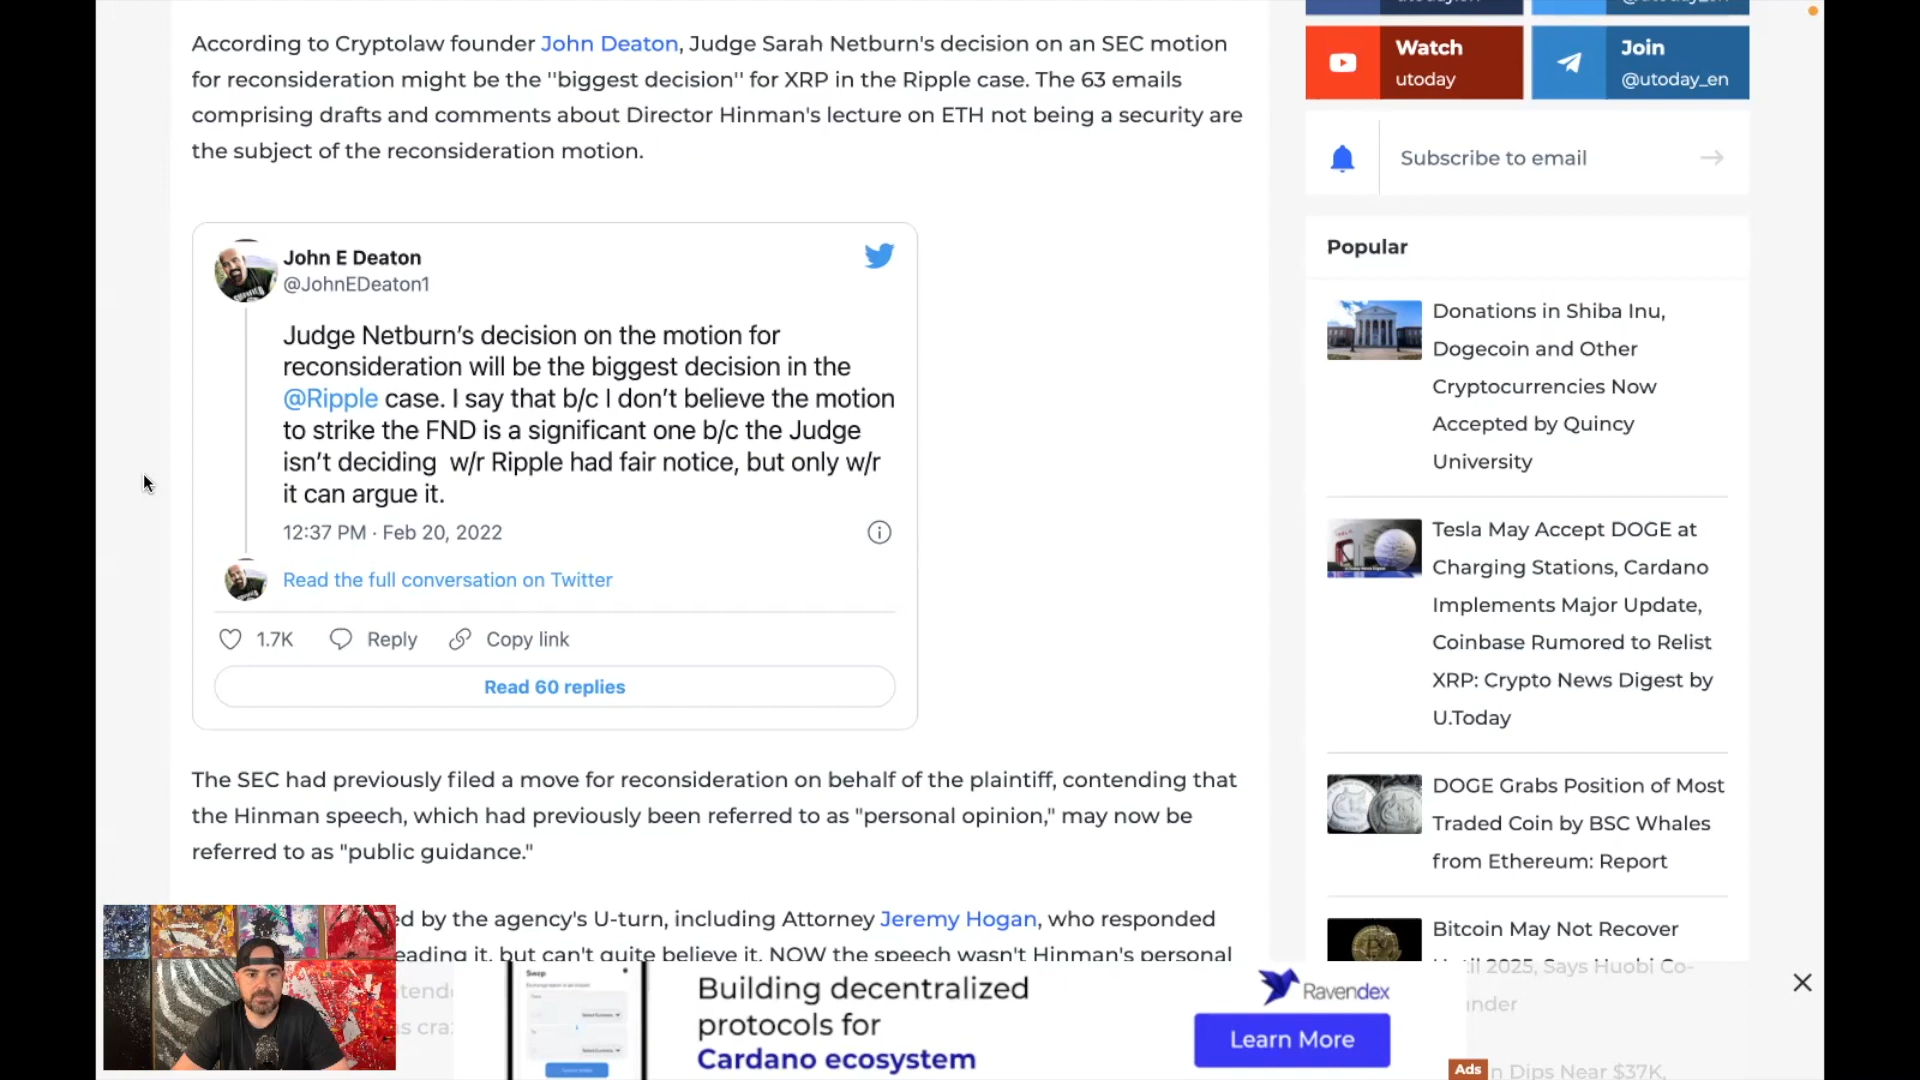 utoday.en
@utoday_en
According to Cryptolaw founder John Deaton, Judge Sarah Netburn's decision on an SEC motion
for reconsideration might be the ''biggest decision'' for XRP in the Ripple case. The 63 emails
comprising drafts and comments about Director Hinman's lecture on ETH not being a security are
the subject of the reconsideration motion.
John E Deaton
@JohnEDeaton1
Judge Netburn’s decision on the motion for
reconsideration will be the biggest decision in the
@Ripple case. I say that b/c I don’t believe the motion
to strike the FND is a significant one b/c the Judge
isn’t deciding w/r Ripple had fair notice, but only w/r
it can argue it.
12:37 PM · Feb 20, 2022
Read the full conversation on Twitter
1.7K Reply Copy link
Read 60 replies
The SEC had previously filed a move for reconsideration on behalf of the plaintiff, contending that
the Hinman speech, which had previously been referred to as "personal opinion," may now be
referred to as "public guidance."
ed by the agency's U-turn, including Attorney Jeremy Hogan, who responded
eading it, but can't quite believe it. NOW the speech wasn't Hinman's personal
Watch
utoday
Join
@utoday_en
Subscribe to email
Popular
Donations in Shiba Inu,
Dogecoin and Other
Cryptocurrencies Now
Accepted by Quincy
University
Tesla May Accept DOGE at
Charging Stations, Cardano
Implements Major Update,
Coinbase Rumored to Relist
XRP: Crypto News Digest by
U.Today
DOGE Grabs Position of Most
Traded Coin by BSC Whales
from Ethereum: Report
Bitcoin May Not Recover
Until 2025, Says Huobi Co-
nder
n Dips Near $37K,
Swap
Building decentralized
protocols for
Cardano ecosystem
Ravendex
Learn More
Ads